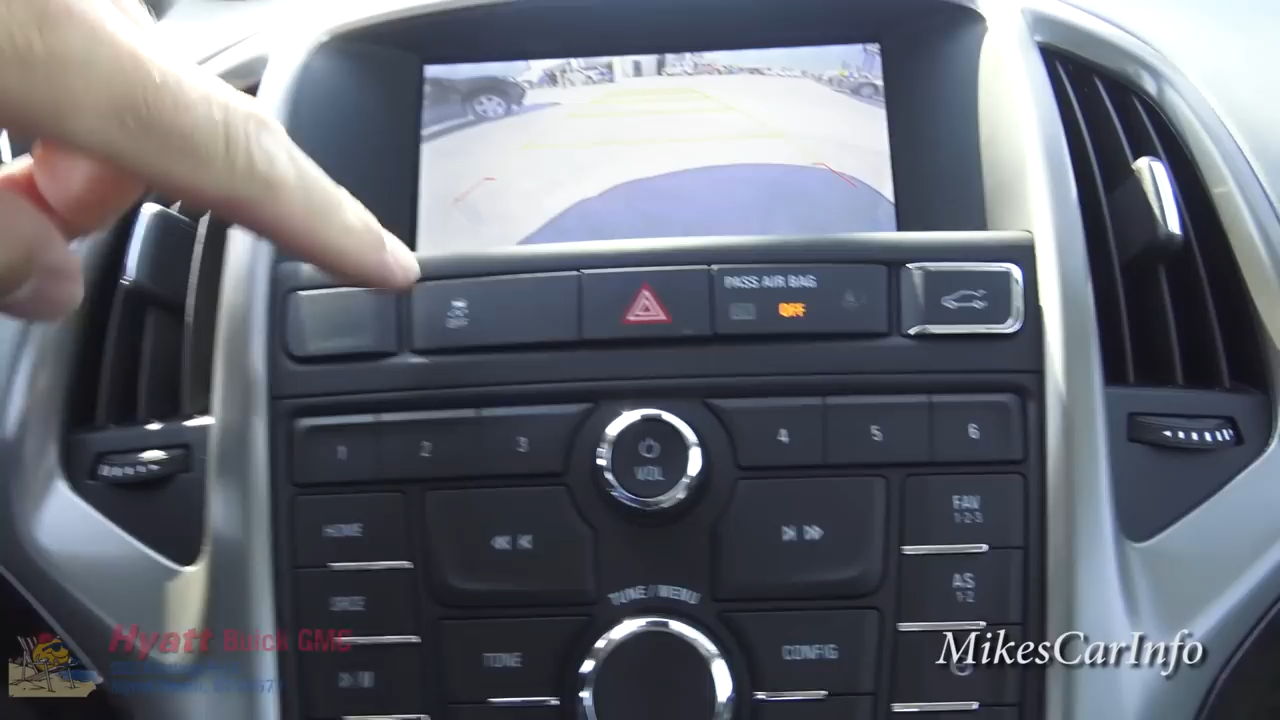 PASS AIR BAG
OFF
OFF
1
2
3
VOL
4
5
6
HOME
FAV
1-2-3
TUNE/MENU
AS
1-2
TONE
CONFIG
Hyatt Buick GMC
MikesCarInfo